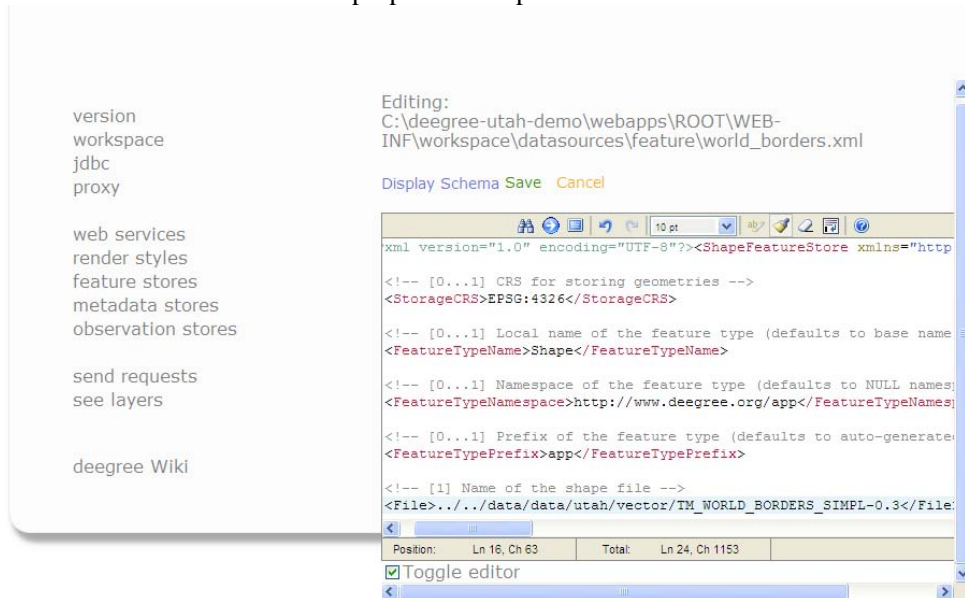 version
workspace
jdbc
proxy
web services
render styles
feature stores
metadata stores
observation stores
send requests
see layers
deegree Wiki
Editing:
C:\deegree-utah-demo\webapps\ROOT\WEB-
INF\workspace\datasources\feature\world_borders.xml
Display Schema Save Cancel
10 pt
xml version="1.0" encoding="UTF-8"?><ShapeFeatureStore xmlns="http
<!-- [0...1] CRS for storing geometries -->
<StorageCRS>EPSG:4326</StorageCRS>
<!-- [0...1] Local name of the feature type (defaults to base name
<FeatureTypeName>Shape</FeatureTypeName>
<!-- [0...1] Namespace of the feature type (defaults to NULL names
<FeatureTypeNamespace>http://www.deegree.org/app</FeatureTypeNames
<!-- [0...1] Prefix of the feature type (defaults to auto-generate
<FeatureTypePrefix>app</FeatureTypePrefix>
<!-- [1] Name of the shape file -->
<File>../../data/data/utah/vector/TM_WORLD_BORDERS_SIMPL-0.3</File
Position: Ln 16, Ch 63 Total: Ln 24, Ch 1153
Toggle editor